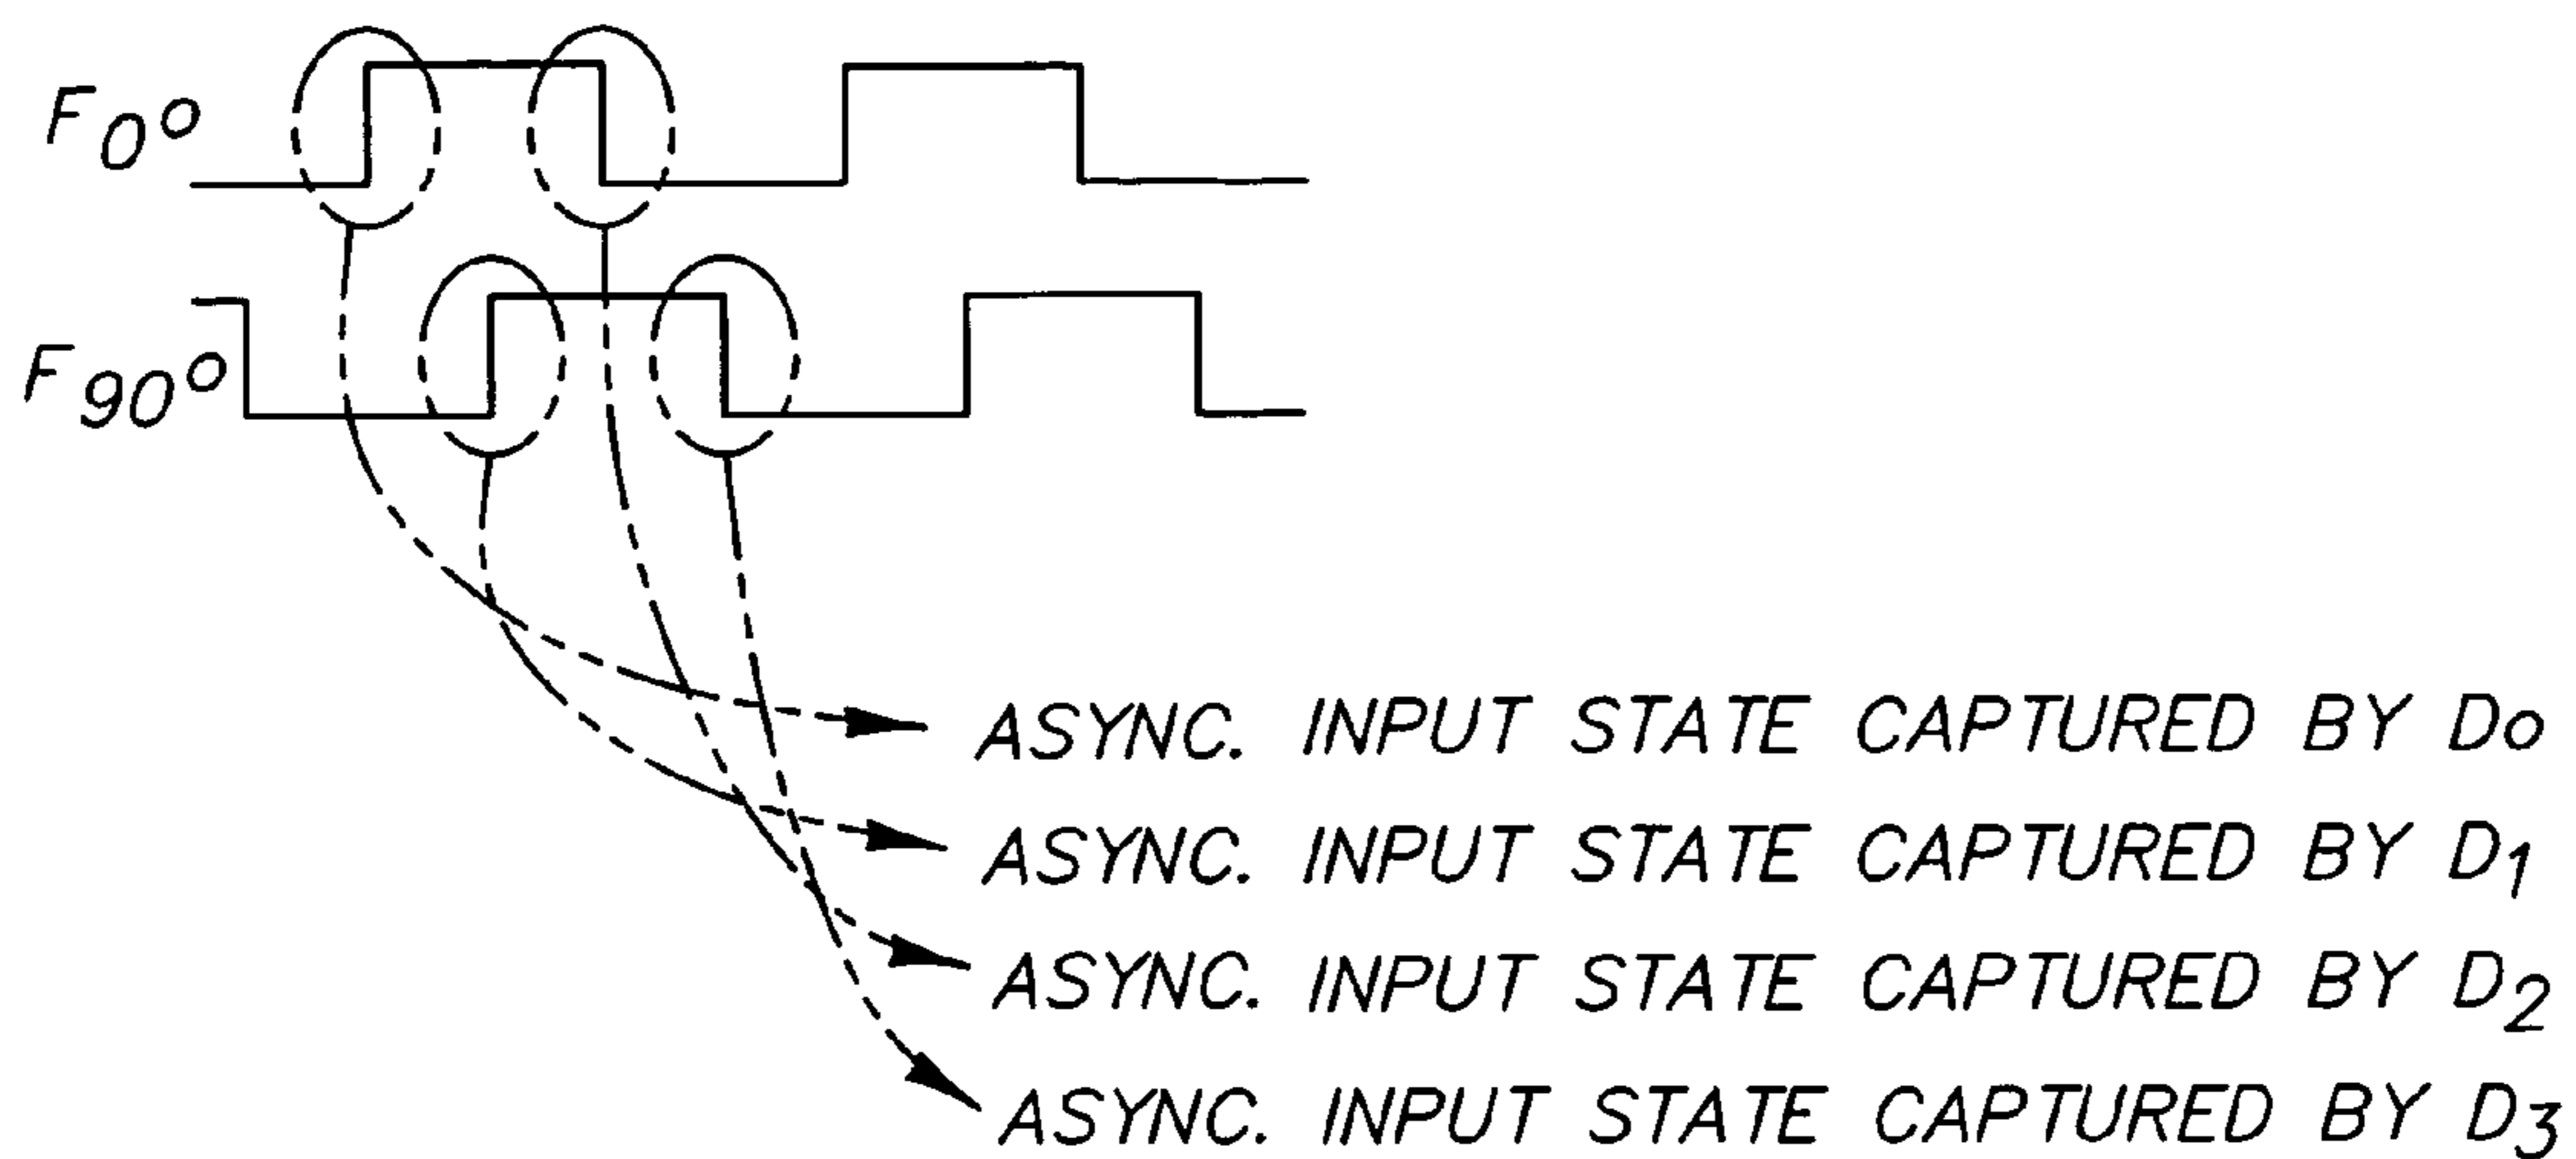 F0°
F90°
ASYNC. INPUT STATE CAPTURED BY D0
ASYNC. INPUT STATE CAPTURED BY D1
ASYNC. INPUT STATE CAPTURED BY D2
ASYNC. INPUT STATE CAPTURED BY D3